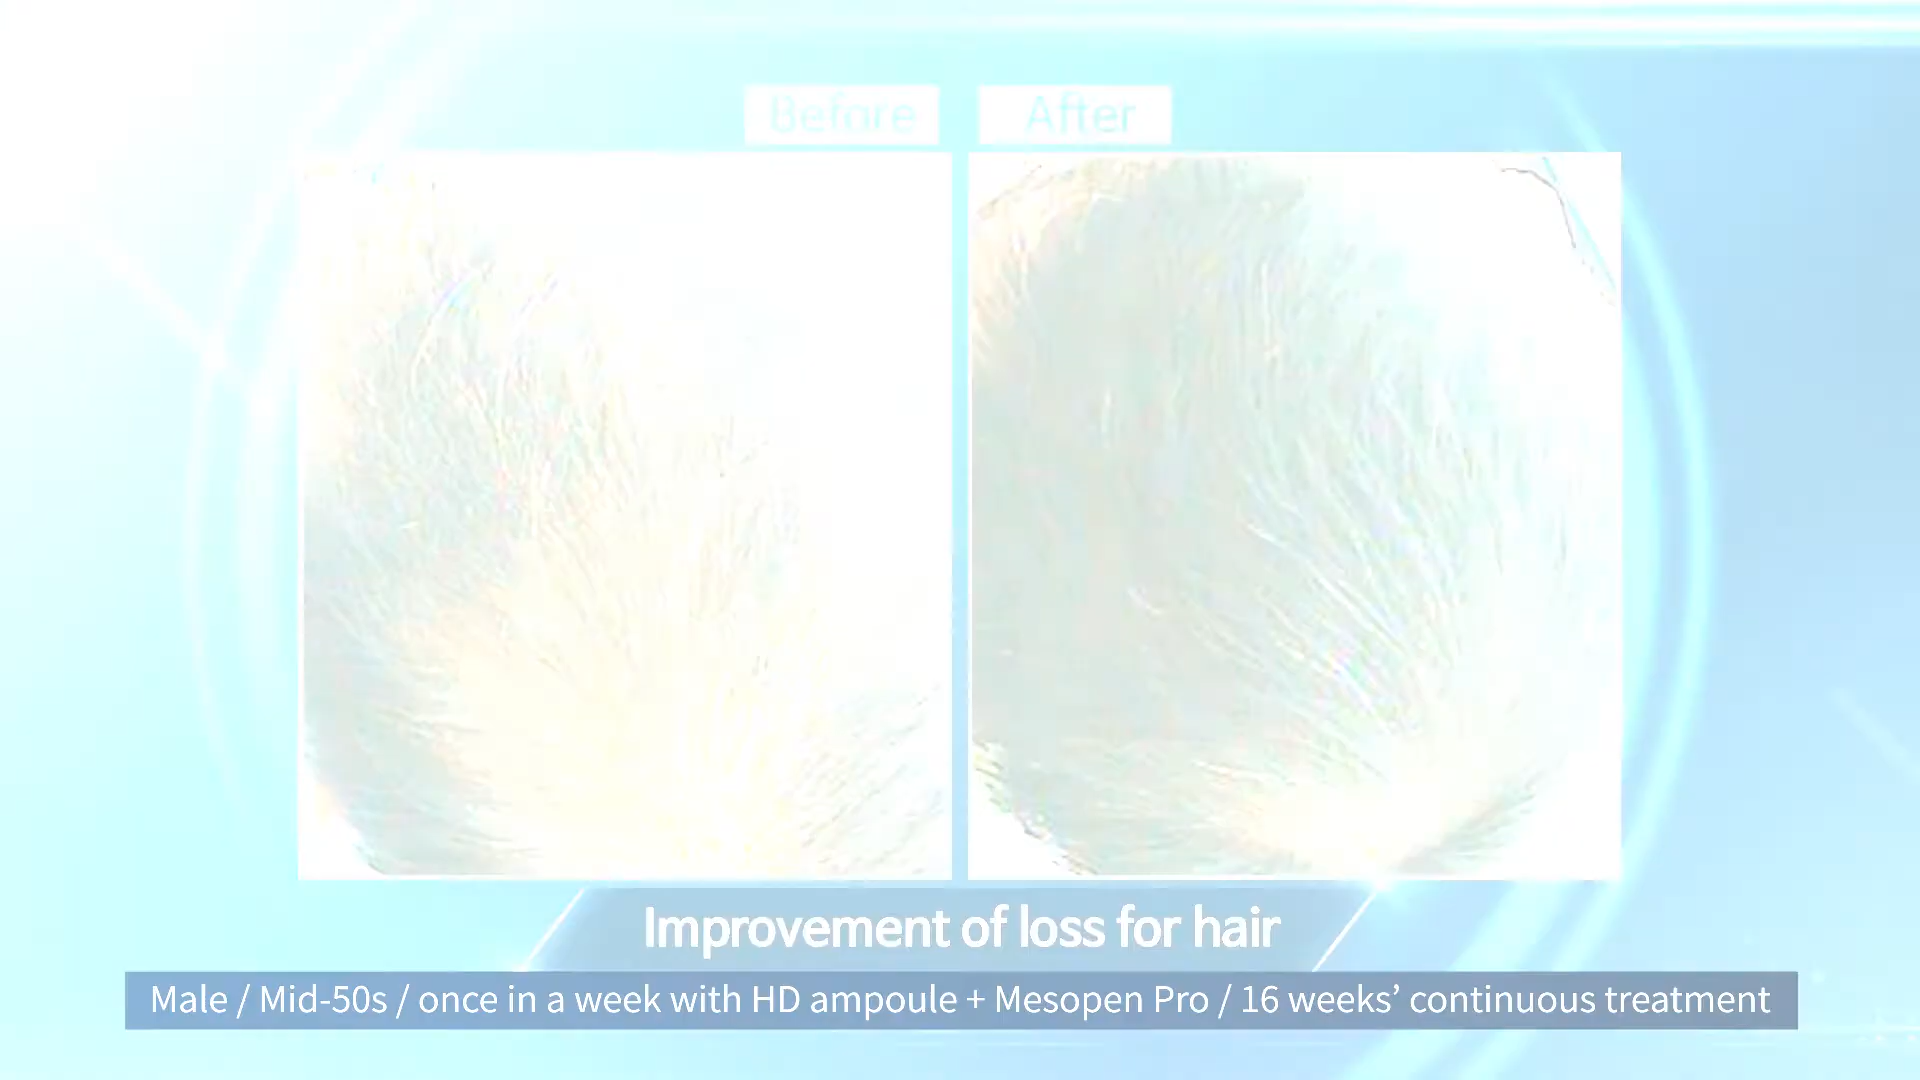 Before After
Improvement of loss for hair
Male / Mid-50s / once in a week with HD ampoule + Mesopen Pro / 16 weeks’ continuous treatment